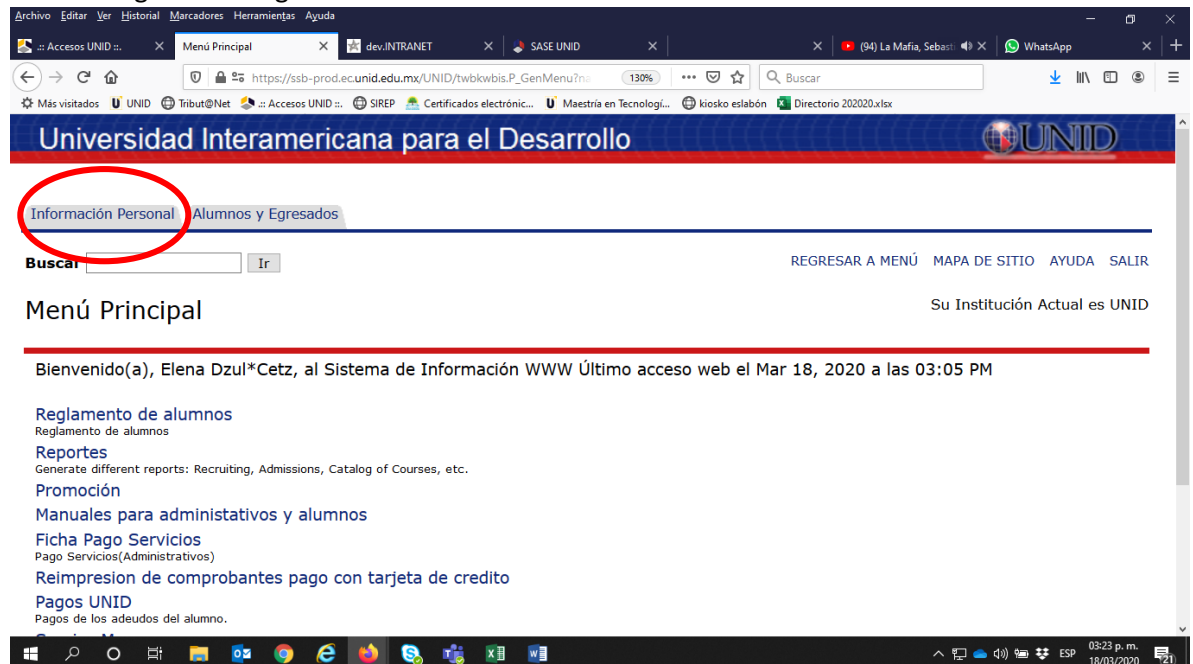 Archivo Editar Ver Historial Marcadores Herramientas Ayuda
.:: Accesos UNID ::. Menú Principal dev.INTRANET SASE UNID (94) La Mafia, Sebasti WhatsApp
https://ssb-prod.ec.unid.edu.mx/UNID/twbkwbis.P_GenMenu?na 130% Buscar
Más visitados UNID Tribut@Net .:: Accesos UNID ::. SIREP Certificados electrónic... Maestría en Tecnologí... kiosko eslabón Directorio 202020.xlsx
Universidad Interamericana para el Desarrollo UNID
Información Personal Alumnos y Egresados
Buscar Ir REGRESAR A MENÚ MAPA DE SITIO AYUDA SALIR
Menú Principal Su Institución Actual es UNID
Bienvenido(a), Elena Dzul*Cetz, al Sistema de Información WWW Último acceso web el Mar 18, 2020 a las 03:05 PM
Reglamento de alumnos
Reglamento de alumnos
Reportes
Generate different reports: Recruiting, Admissions, Catalog of Courses, etc.
Promoción
Manuales para administativos y alumnos
Ficha Pago Servicios
Pago Servicios(Administrativos)
Reimpresion de comprobantes pago con tarjeta de credito
Pagos UNID
Pagos de los adeudos del alumno.
ESP 03:23 p. m.
18/03/2020 21